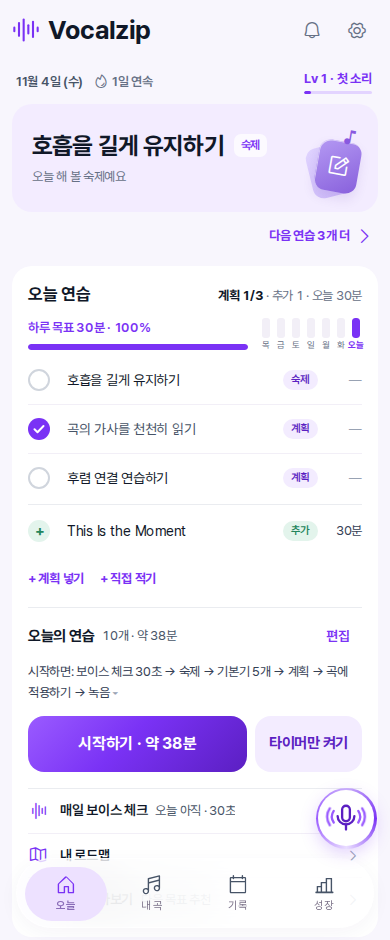 Vocalzip
11월 4일 (수) 1일 연속
Lv 1 · 첫 소리
호흡을 길게 유지하기 숙제
오늘 해 볼 숙제예요
다음 연습 3개 더
오늘 연습
계획 1/3 · 추가 1 · 오늘 30분
하루 목표 30분 · 100%
목 금 토 일 월 화 오늘
호흡을 길게 유지하기 숙제 —
곡의 가사를 천천히 읽기 계획 —
후렴 연결 연습하기 계획 —
+ This Is the Moment 추가 30분
+ 계획 넣기 + 직접 적기
오늘의 연습 10개 · 약 38분 편집
시작하면: 보이스 체크 30초 → 숙제 → 기본기 5개 → 계획 → 곡에
적용하기 → 녹음
시작하기 · 약 38분
타이머만 켜기
매일 보이스 체크 오늘 아직 · 30초
내 로드맵
오늘 내 곡 기록 성장